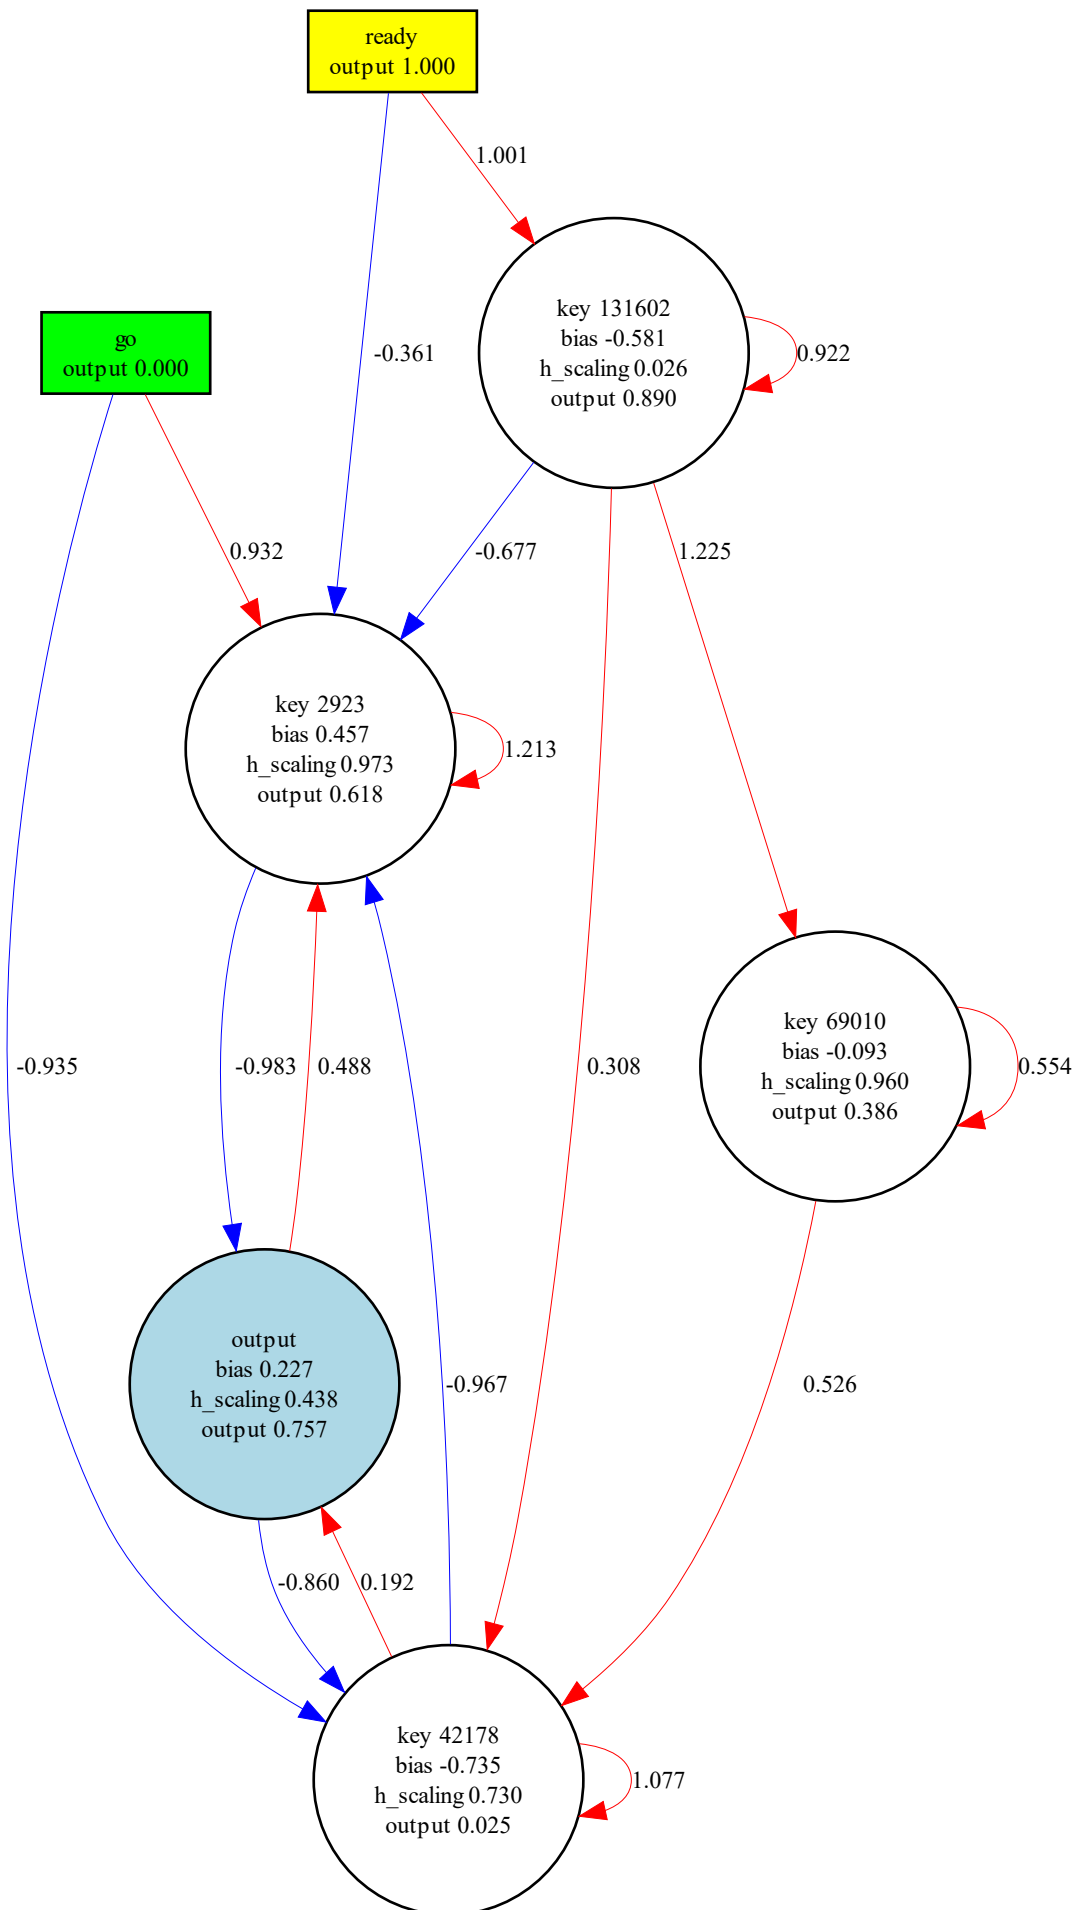 ready
output 1.000
1.001
key 131602
bias -0.581
h_scaling 0.026
output 0.890
go
output 0.000
-0.361
0.922
0.932
-0.677
1.225
key 2923
bias 0.457
h_scaling 0.973
output 0.618
1.213
key 69010
bias -0.093
h_scaling 0.960
output 0.386
-0.935
-0.983
0.488
0.308
0.554
output
bias 0.227
h_scaling 0.438
output 0.757
-0.967
0.526
-0.860
0.192
key 42178
bias -0.735
h_scaling 0.730
output 0.025
1.077